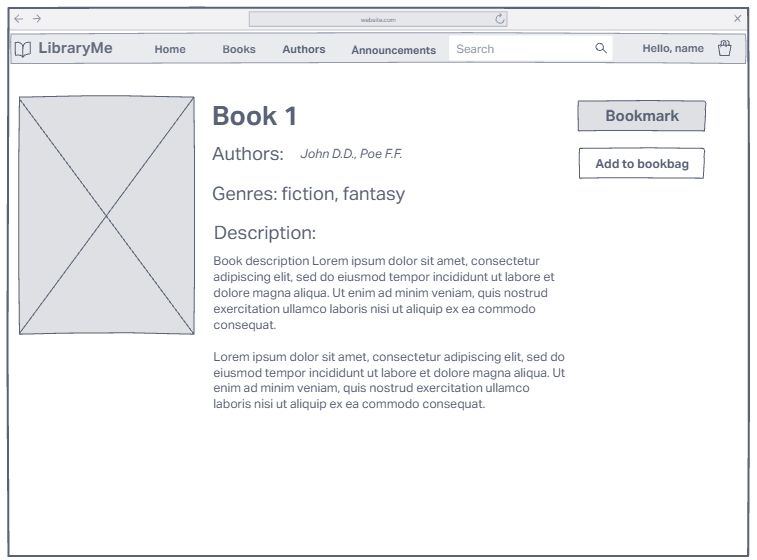 website.com
LibraryMe Home Books Authors Announcements Search Hello, name
Book 1
Bookmark
Authors: John D.D., Poe F.F.
Add to bookbag
Genres: fiction, fantasy
Description:
Book description Lorem ipsum dolor sit amet, consectetur
adipiscing elit, sed do eiusmod tempor incididunt ut labore et
dolore magna aliqua. Ut enim ad minim veniam, quis nostrud
exercitation ullamco laboris nisi ut aliquip ex ea commodo
consequat.
Lorem ipsum dolor sit amet, consectetur adipiscing elit, sed do
eiusmod tempor incididunt ut labore et dolore magna aliqua. Ut
enim ad minim veniam, quis nostrud exercitation ullamco
laboris nisi ut aliquip ex ea commodo consequat.